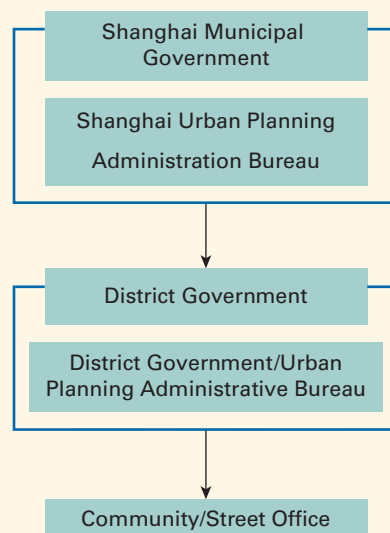 Shanghai Municipal
Government
Shanghai Urban Planning
Administration Bureau
District Government
District Government/Urban
Planning Administrative Bureau
Community/Street Office